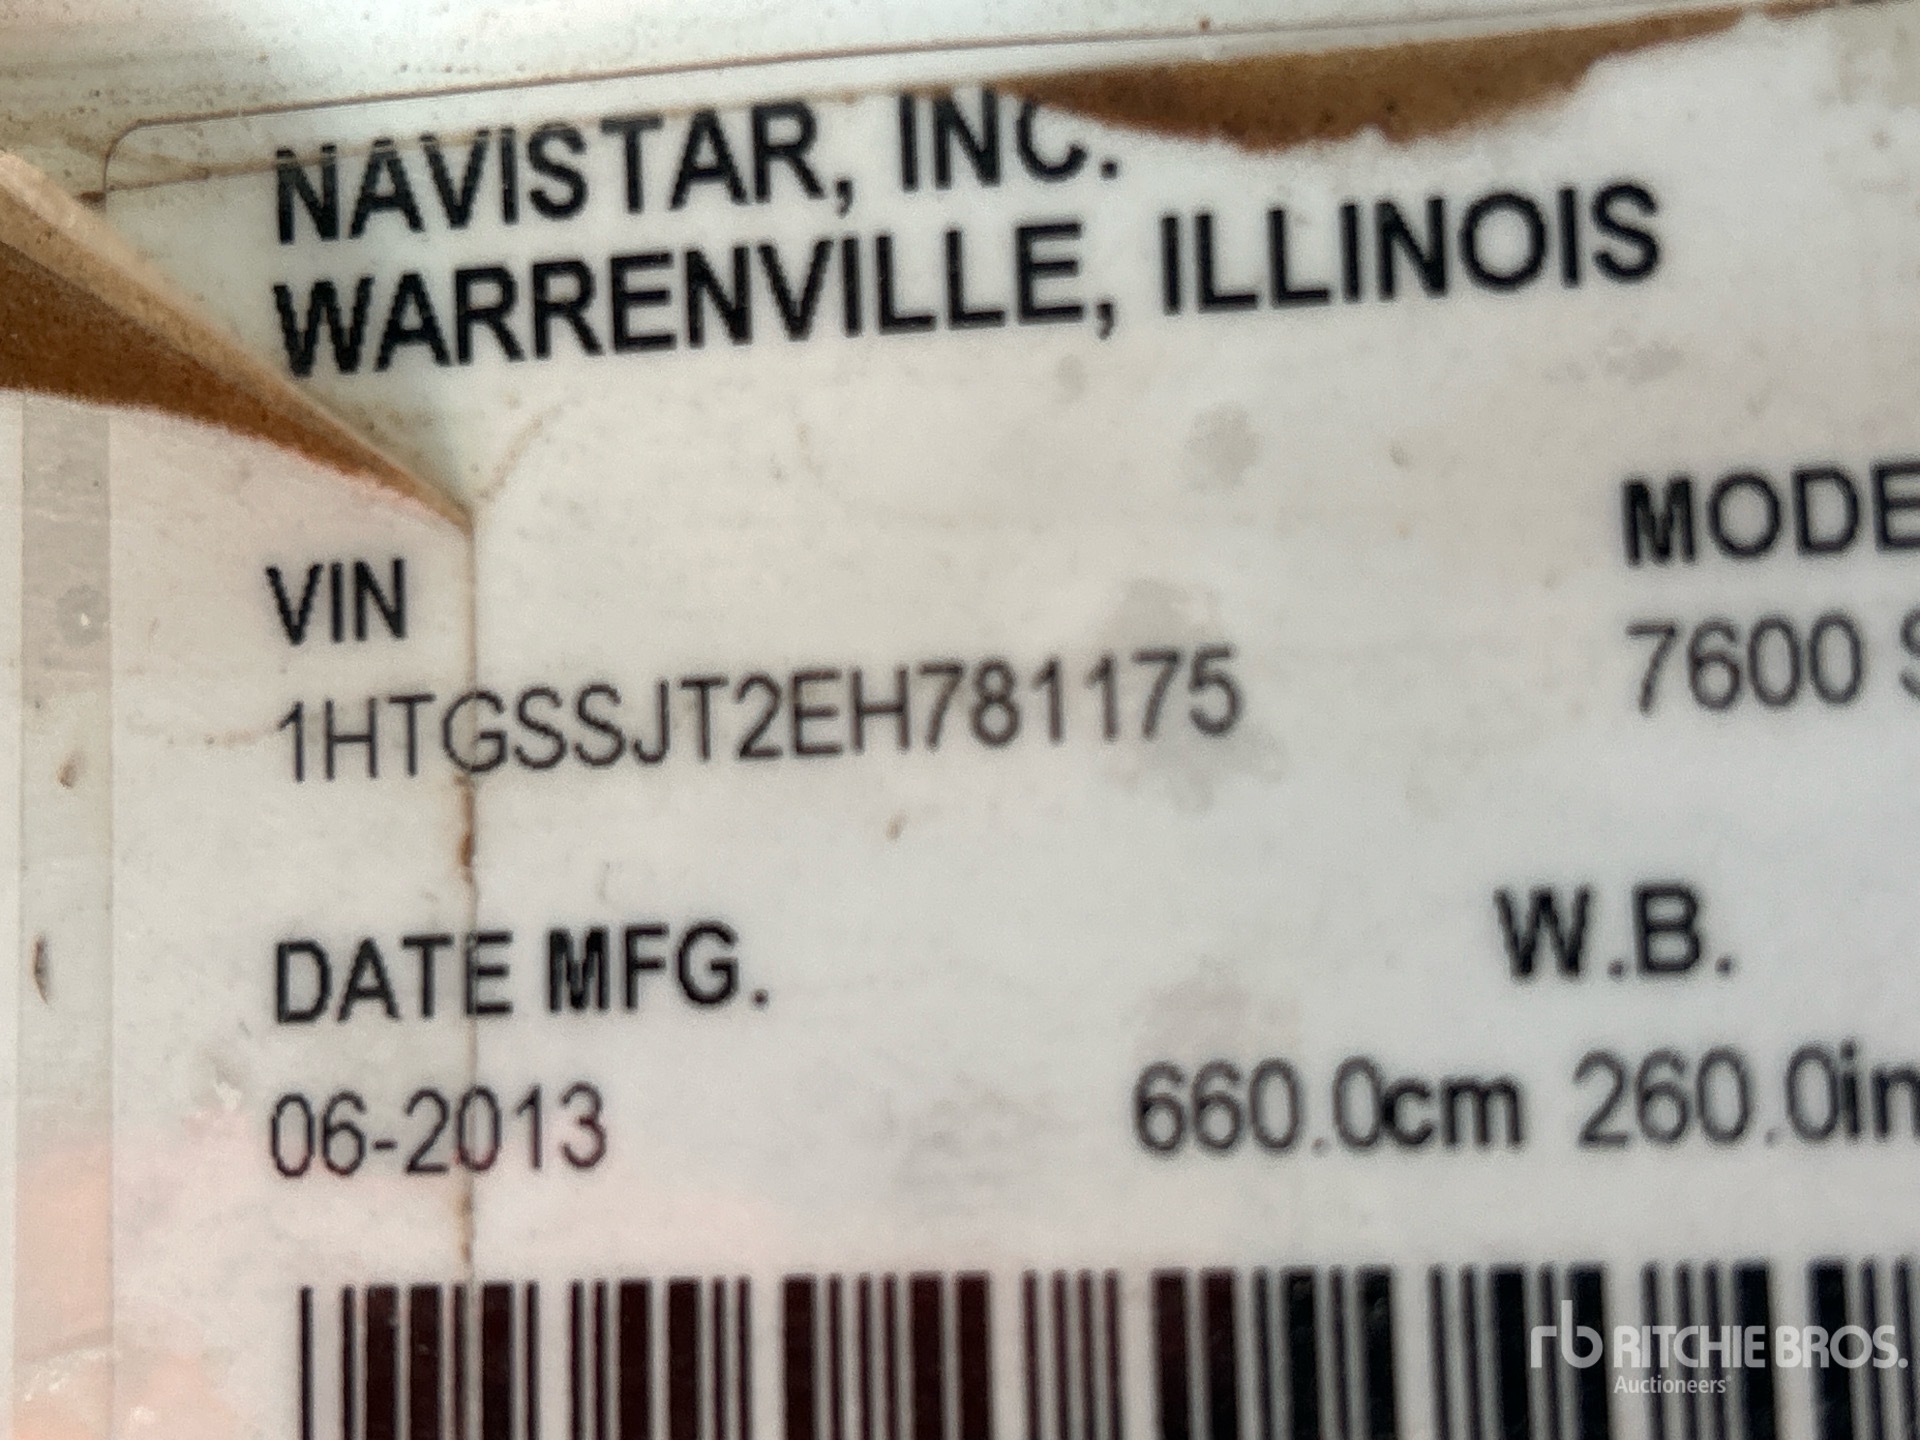 NAVISTAR, INC.
WARRENVILLE, ILLINOIS
VIN
1HTGSSJT2EH781175
MODE
7600 S
DATE MFG.
06-2013
W.B.
660.0cm 260.0in
rb RITCHIE BROS.
Auctioneers